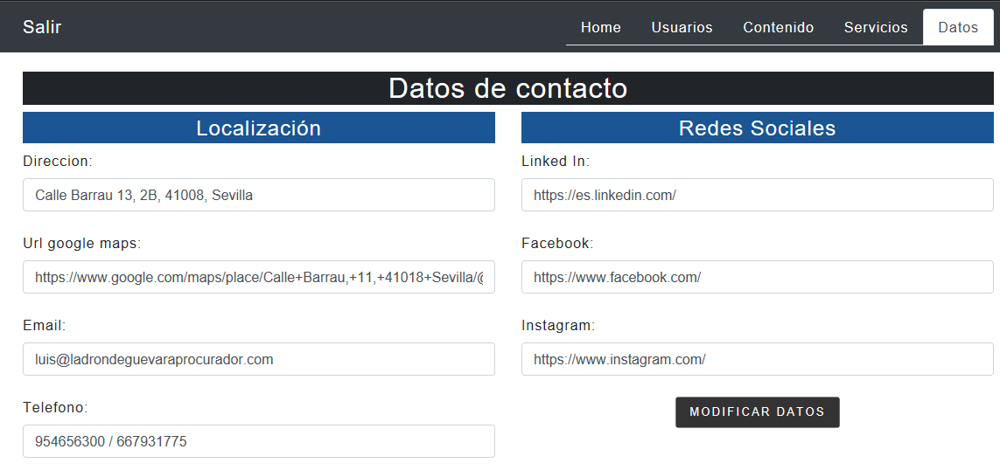 Salir
Home Usuarios Contenido Servicios Datos
Datos de contacto
Localización
Direccion:
Calle Barrau 13, 2B, 41008, Sevilla
Url google maps:
https://www.google.com/maps/place/Calle+Barrau,+11,+41018+Sevilla/@
Email:
luis@ladrondeguevaraprocurador.com
Telefono:
954656300 / 667931775
Redes Sociales
Linked In:
https://es.linkedin.com/
Facebook:
https://www.facebook.com/
Instagram:
https://www.instagram.com/
MODIFICAR DATOS